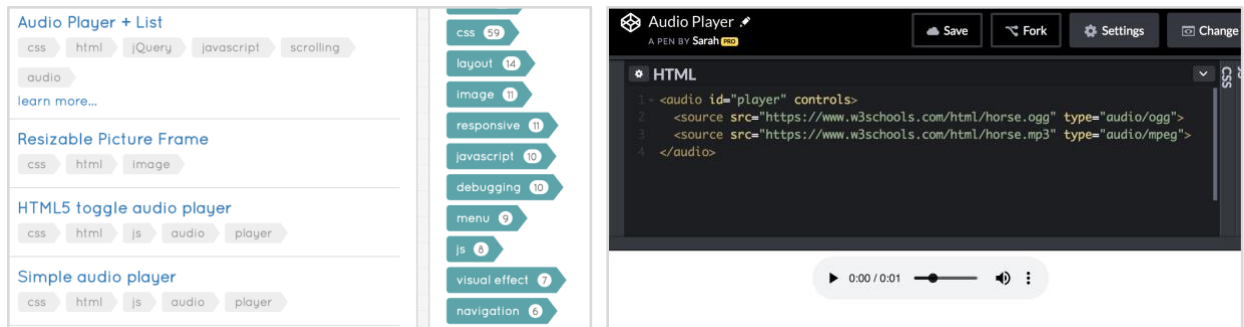 Audio Player + List
css html jQuery javascript scrolling
audio
learn more...
Resizable Picture Frame
css html image
HTML5 toggle audio player
css html js audio player
Simple audio player
css html js audio player
css 59
layout 14
image 11
responsive 11
javascript 10
debugging 10
menu 9
js 8
visual effect 7
navigation 6
Audio Player
A PEN BY Sarah PRO
Save
Fork
Settings
Change
HTML
CSS
1 <audio id="player" controls>
2 <source src="https://www.w3schools.com/html/horse.ogg" type="audio/ogg">
3 <source src="https://www.w3schools.com/html/horse.mp3" type="audio/mpeg">
4 </audio>
0:00 / 0:01